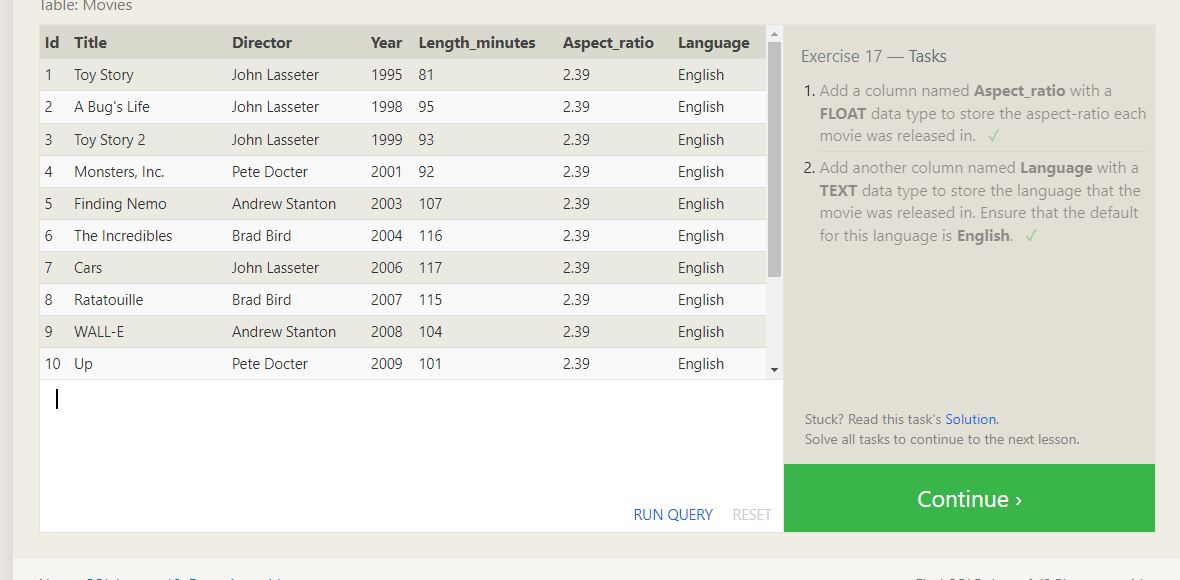 Table: Movies
Id Title Director Year Length_minutes Aspect_ratio Language
1 Toy Story John Lasseter 1995 81 2.39 English
2 A Bug's Life John Lasseter 1998 95 2.39 English
3 Toy Story 2 John Lasseter 1999 93 2.39 English
4 Monsters, Inc. Pete Docter 2001 92 2.39 English
5 Finding Nemo Andrew Stanton 2003 107 2.39 English
6 The Incredibles Brad Bird 2004 116 2.39 English
7 Cars John Lasseter 2006 117 2.39 English
8 Ratatouille Brad Bird 2007 115 2.39 English
9 WALL-E Andrew Stanton 2008 104 2.39 English
10 Up Pete Docter 2009 101 2.39 English
RUN QUERY RESET
Exercise 17 — Tasks
1. Add a column named Aspect_ratio with a
FLOAT data type to store the aspect-ratio each
movie was released in. ✓
2. Add another column named Language with a
TEXT data type to store the language that the
movie was released in. Ensure that the default
for this language is English. ✓
Stuck? Read this task's Solution.
Solve all tasks to continue to the next lesson.
Continue ›